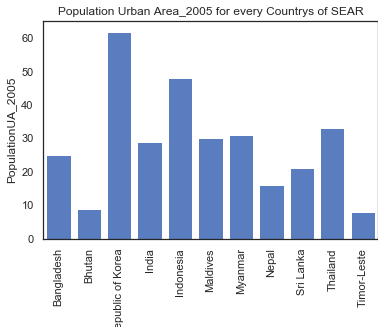 Population Urban Area_2005 for every Countrys of SEAR
PopulationUA_2005
60
50
40
30
20
10
0
Bangladesh
Bhutan
epublic of Korea
India
Indonesia
Maldives
Myanmar
Nepal
Sri Lanka
Thailand
Timor-Leste